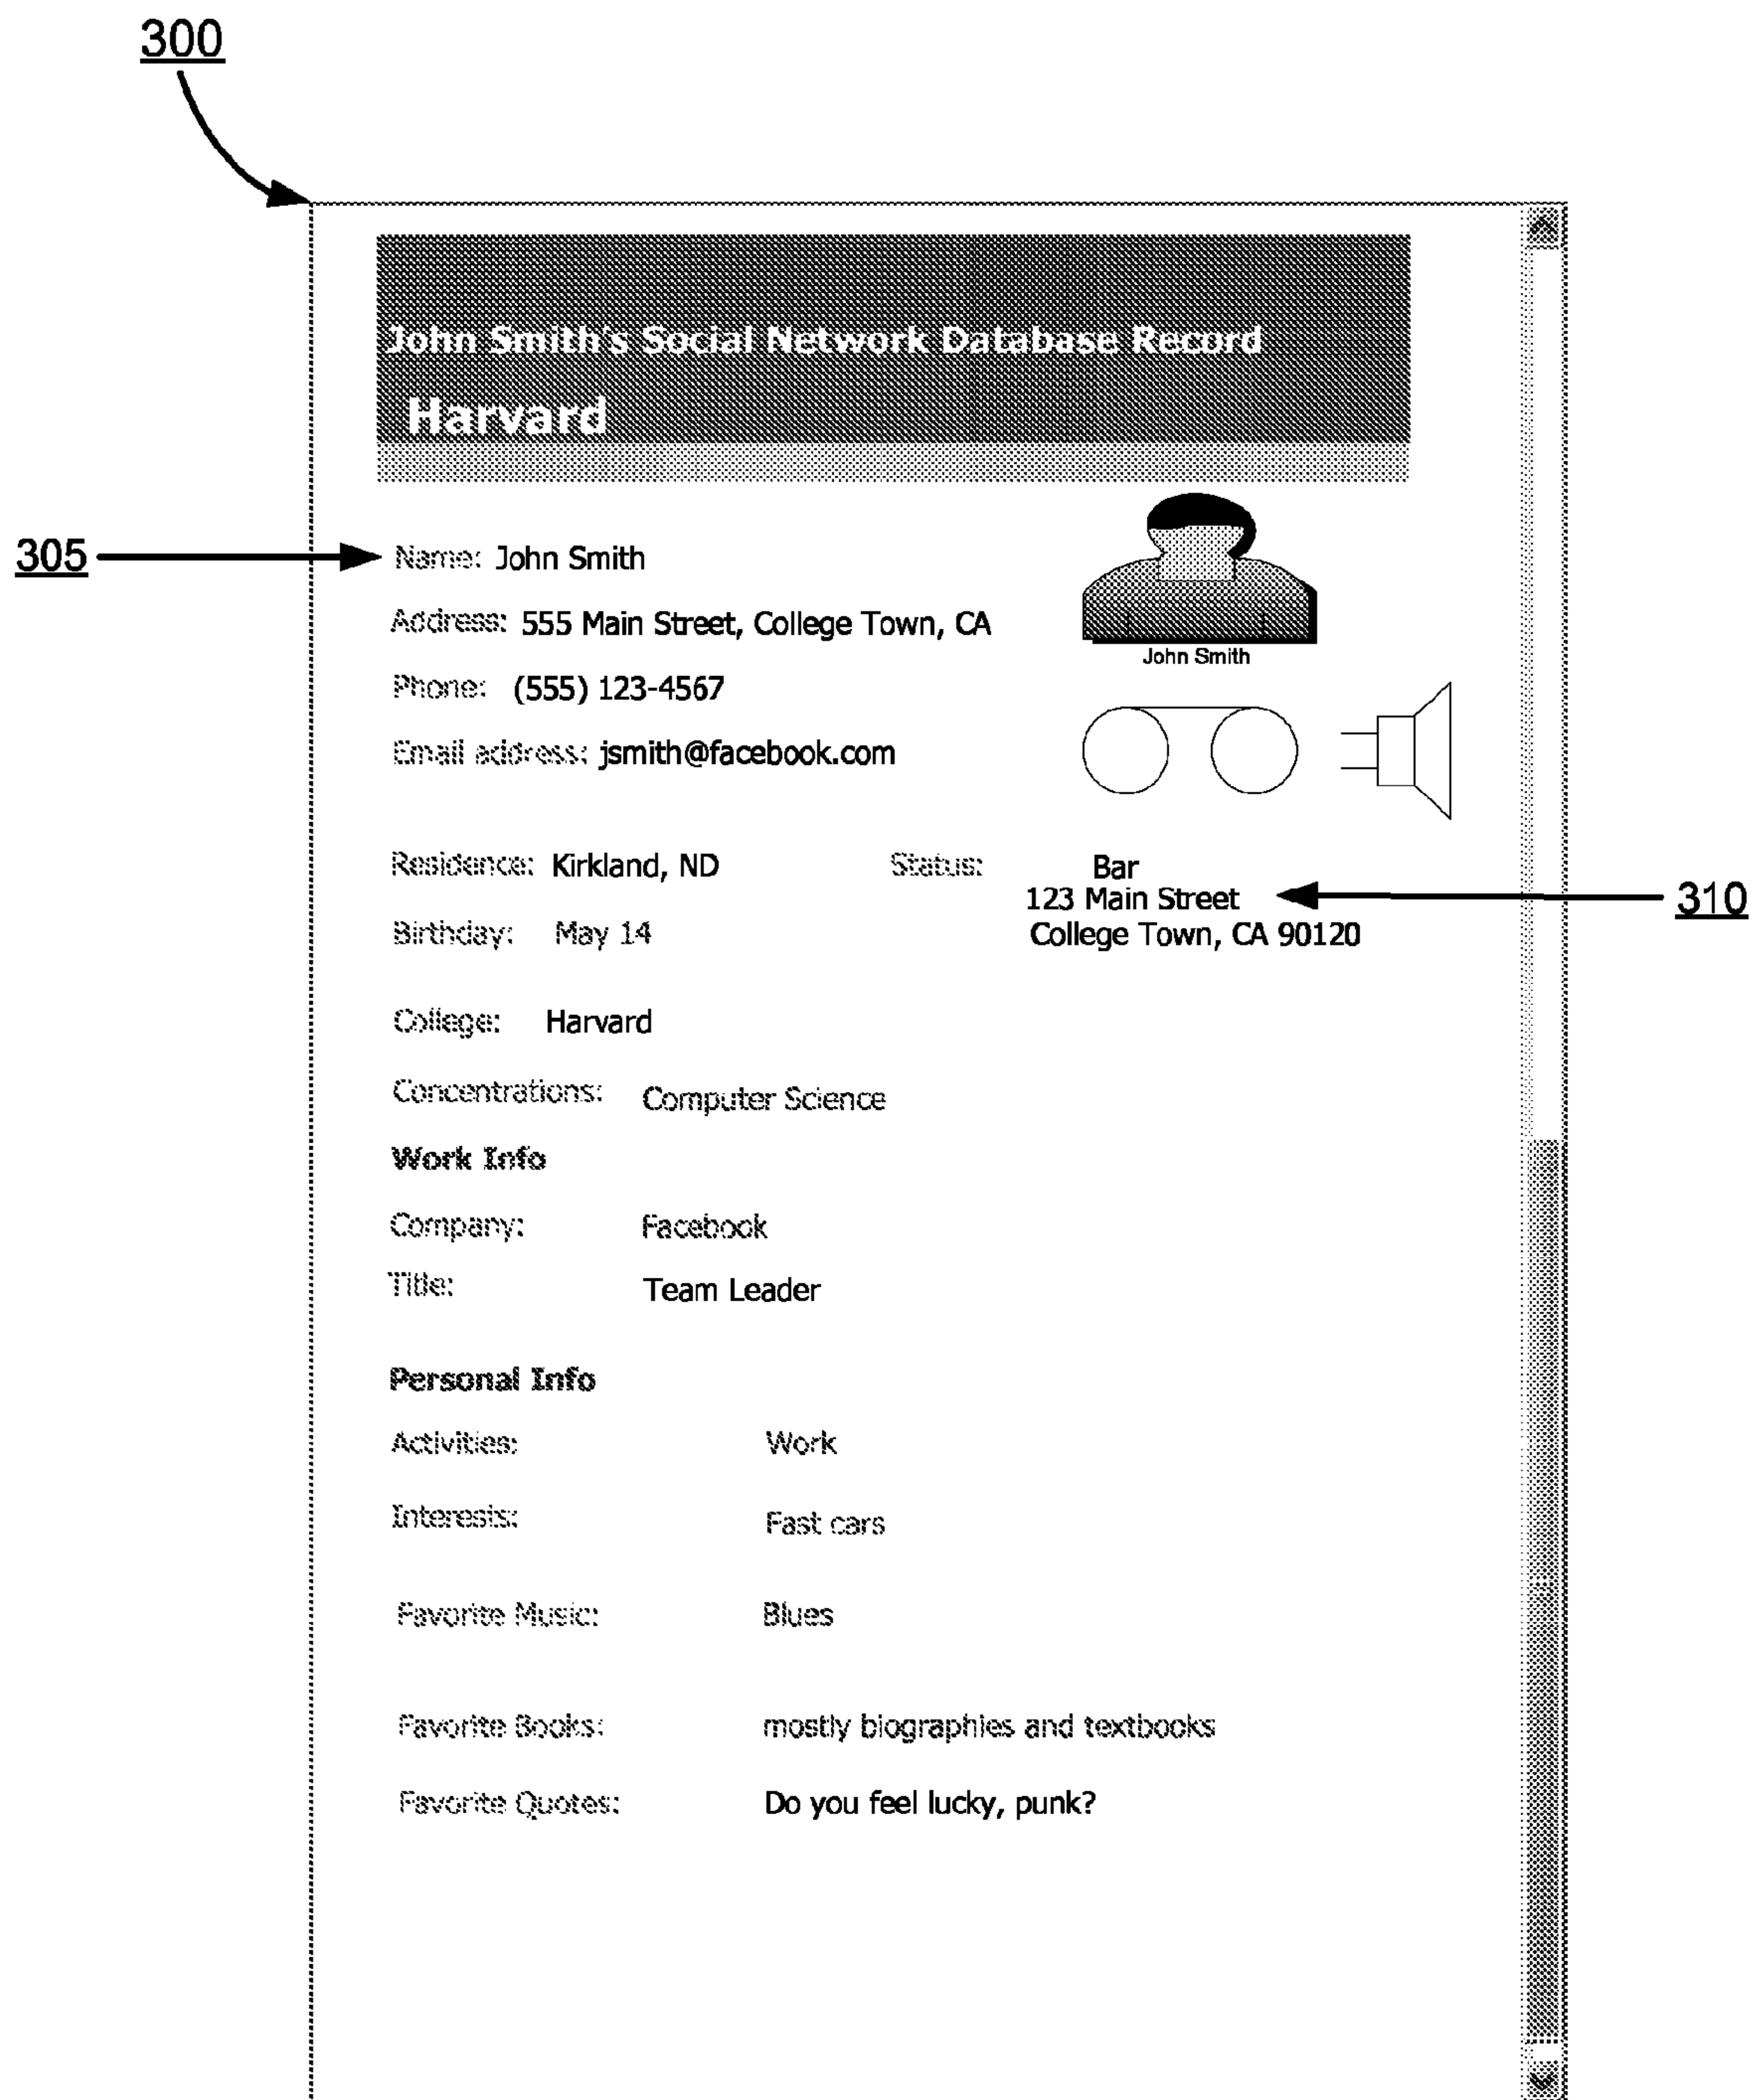 300
John Smith's Social Network Database Record
Harvard
305
Name: John Smith
Address: 555 Main Street, College Town, CA
John Smith
Phone: (555) 123-4567
Email address: jsmith@facebook.com
Residence: Kirkland, ND
Status: Bar
123 Main Street
310
College Town, CA 90120
Birthday: May 14
College: Harvard
Concentrations: Computer Science
Work Info
Company: Facebook
Title: Team Leader
Personal Info
Activities: Work
Interests: Fast cars
Favorite Music: Blues
Favorite Books: mostly biographies and textbooks
Favorite Quotes: Do you feel lucky, punk?